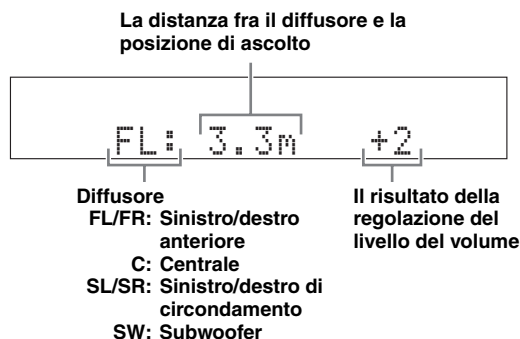 La distanza fra il diffusore e la
posizione di ascolto
FL: 3.3m +2
Diffusore
FL/FR: Sinistro/destro
anteriore
C: Centrale
SL/SR: Sinistro/destro di
circondamento
SW: Subwoofer
Il risultato della
regolazione del
livello del volume